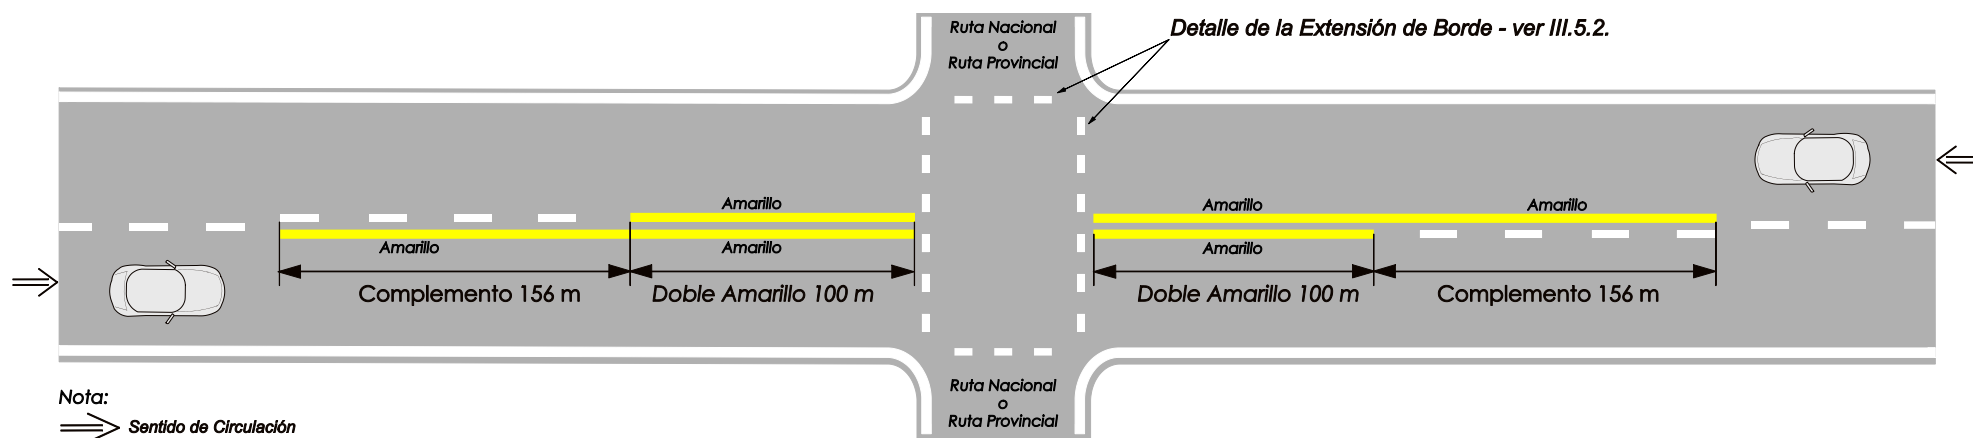 Ruta Nacional
o
Ruta Provincial
Detalle de la Extensión de Borde - ver III.5.2.
Amarillo
Amarillo
Amarillo
Amarillo
Amarillo
Amarillo
Complemento 156 m
Doble Amarillo 100 m
Doble Amarillo 100 m
Complemento 156 m
Nota:
Sentido de Circulación
Ruta Nacional
o
Ruta Provincial